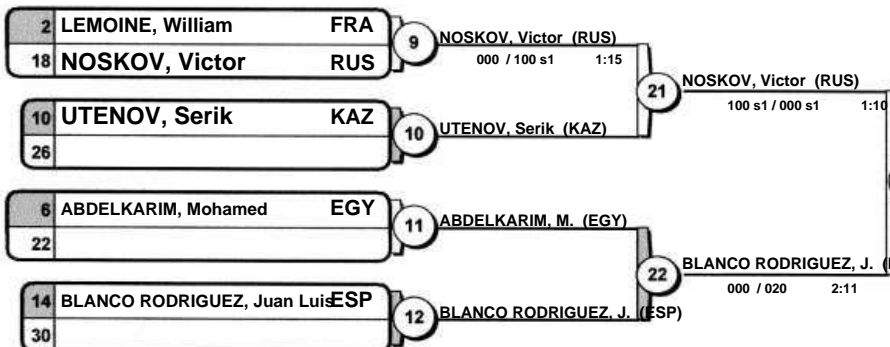 2 LEMOINE, William FRA
18 NOSKOV, Victor RUS
9
NOSKOV, Victor (RUS)
000 / 100 s1 1:15
10 UTENOV, Serik KAZ
26
10
UTENOV, Serik (KAZ)
21
NOSKOV, Victor (RUS)
100 s1 / 000 s1 1:10
6 ABDELKARIM, Mohamed EGY
22
11
ABDELKARIM, M. (EGY)
14 BLANCO RODRIGUEZ, Juan Luis ESP
30
12
BLANCO RODRIGUEZ, J. (ESP)
22
BLANCO RODRIGUEZ, J. (
000 / 020 2:11